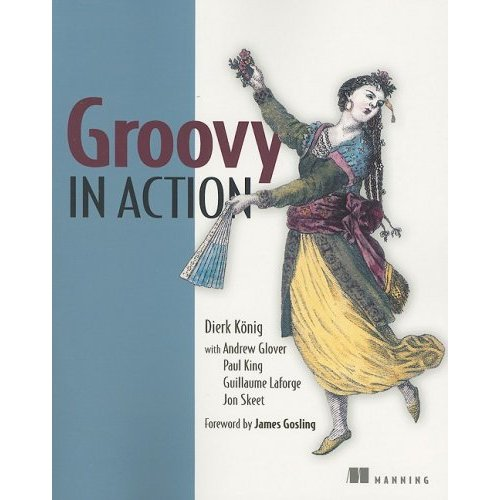 Groovy
IN ACTION
Dierk König
with Andrew Glover
Paul King
Guillaume Laforge
Jon Skeet
Foreword by James Gosling
MANNING